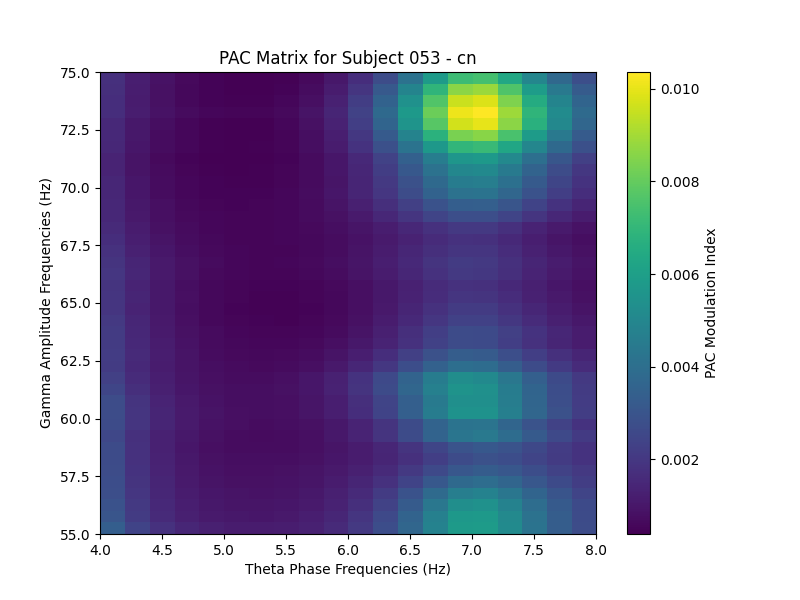 PAC Matrix for Subject 053 - cn
75.0
72.5
70.0
67.5
65.0
62.5
60.0
57.5
55.0
Gamma Amplitude Frequencies (Hz)
4.0 4.5 5.0 5.5 6.0 6.5 7.0 7.5 8.0
Theta Phase Frequencies (Hz)
0.010
0.008
0.006
0.004
0.002
PAC Modulation Index